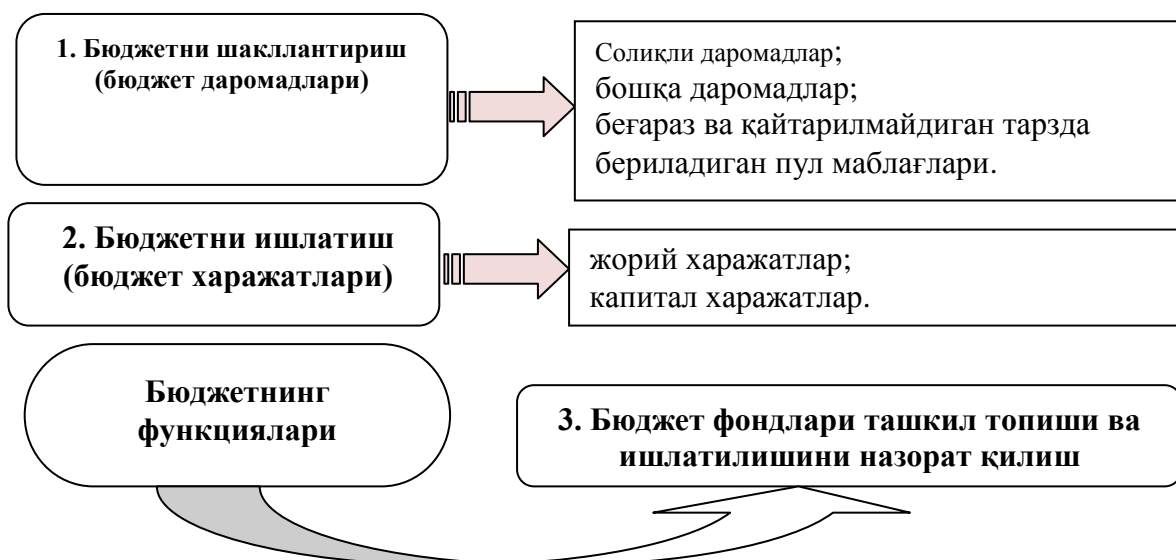 1. Бюджетни шакллантириш
(бюджет даромадлари)
Солиқли даромадлар;
бошқа даромадлар;
беғараз ва қайтарилмайдиган тарзда
бериладиган пул маблағлари.
2. Бюджетни ишлатиш
(бюджет харажатлари)
жорий харажатлар;
капитал харажатлар.
Бюджетнинг
функциялари
3. Бюджет фондлари ташкил топиши ва
ишлатилишини назорат қилиш